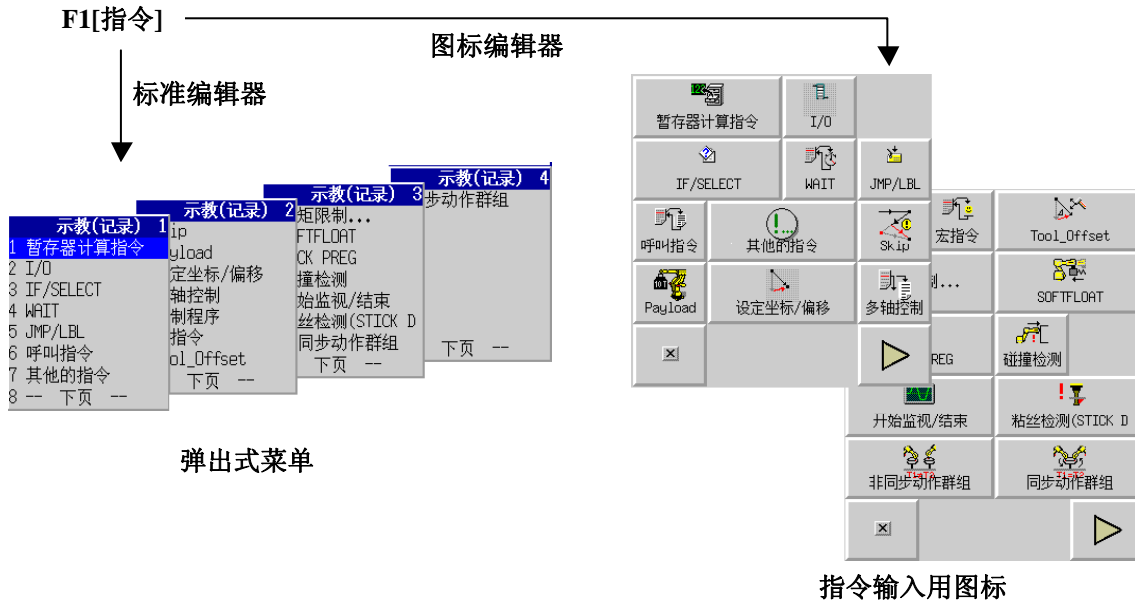 F1[指令]
图标编辑器
标准编辑器
示教(记录) 1
1 暂存器计算指令
2 I/O
3 IF/SELECT
4 WAIT
5 JMP/LBL
6 呼叫指令
7 其他的指令
8 -- 下页 --
示教(记录) 2
ip
yload
定坐标/偏移
轴控制
制程序
指令
ol_Offset
下页 --
示教(记录) 3
矩限制...
FTFLOAT
CK PREG
撞检测
始监视/结束
丝检测(STICK D
同步动作群组
下页 --
示教(记录) 4
步动作群组
下页 --
弹出式菜单
暂存器计算指令
I/O
IF/SELECT
WAIT
JMP/LBL
呼叫指令
其他的指令
Skip
Payload
设定坐标/偏移
多轴控制
宏指令
Tool_Offset
...
SOFTFLOAT
REG
碰撞检测
开始监视/结束
粘丝检测(STICK D
非同步动作群组
同步动作群组
指令输入用图标